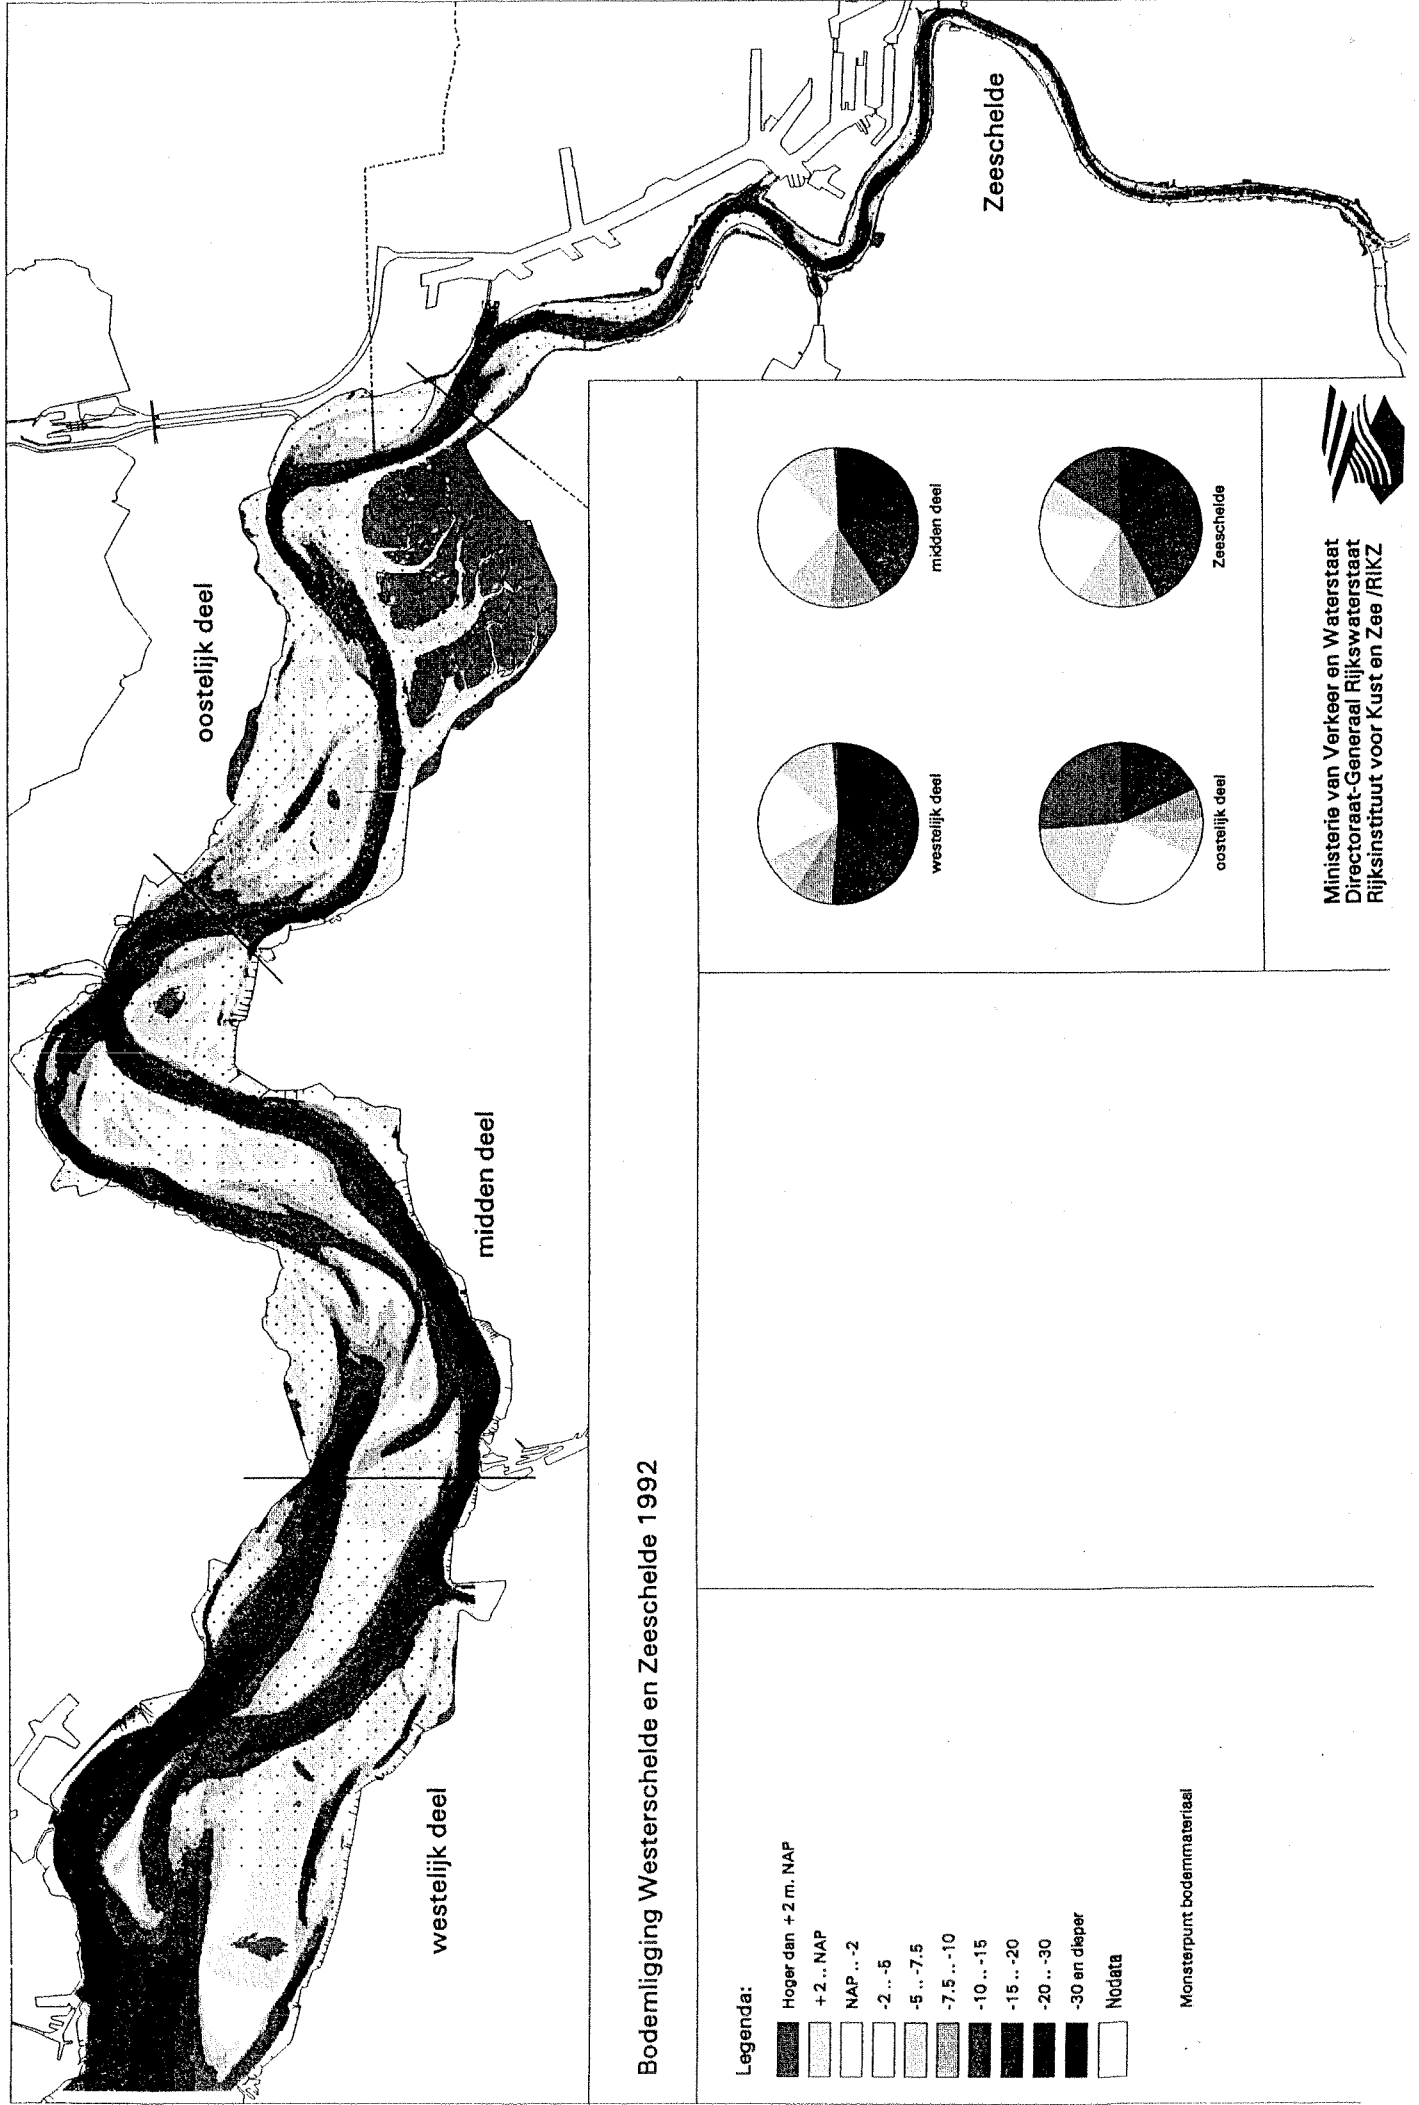 Zeeschelde
oostelijk deel
midden deel
westelijk deel
Bodemligging Westerschelde en Zeeschelde 1992
Legenda:
Hoger dan +2 m. NAP
+2 .. NAP
NAP .. -2
-2 .. -5
-5 .. -7.5
-7.5 .. -10
-10 .. -15
-15 .. -20
-20 .. -30
-30 en dieper
Nodata
Monsterpunt bodemmateriaal
westelijk deel
midden deel
oostelijk deel
Zeeschelde
Ministerie van Verkeer en Waterstaat
Directoraat-Generaal Rijkswaterstaat
Rijksinstituut voor Kust en Zee /RIKZ